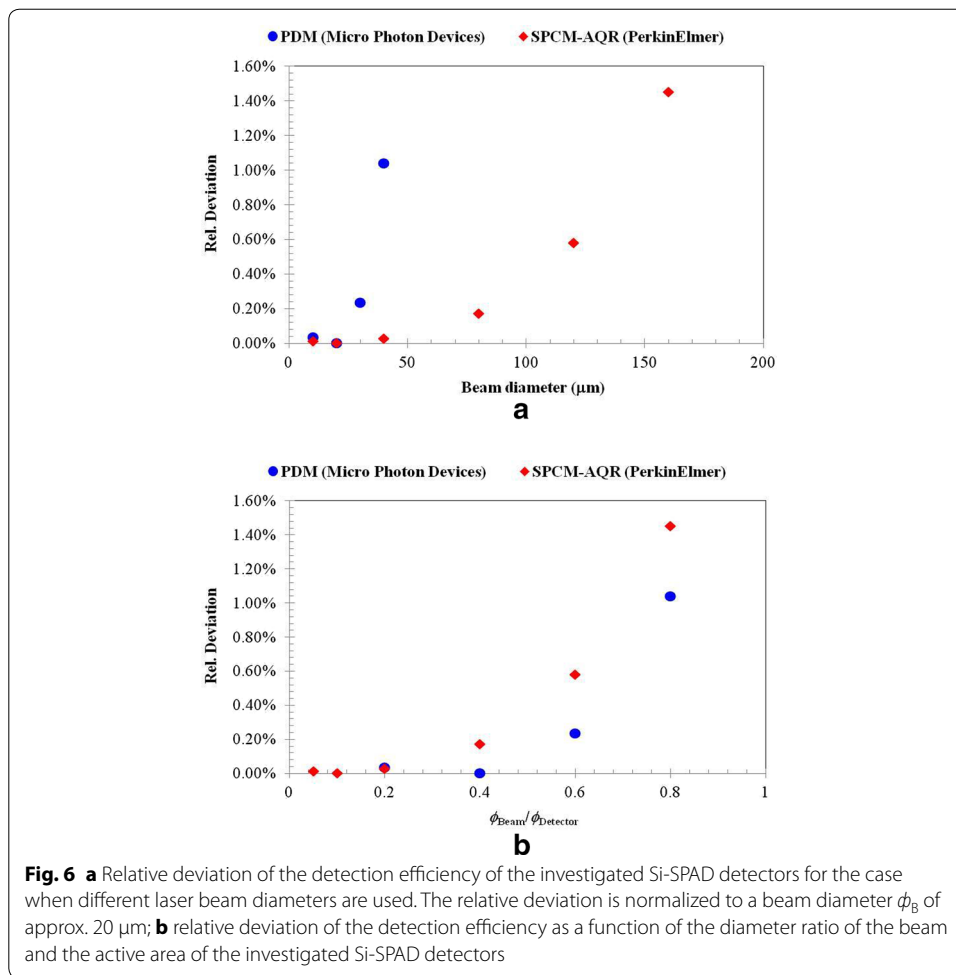 PDM (Micro Photon Devices) SPCM-AQR (PerkinElmer)
1.60%
1.40%
1.20%
1.00%
0.80%
0.60%
0.40%
0.20%
0.00%
Rel. Deviation
0 50 100 150 200
Beam diameter (μm)
a
PDM (Micro Photon Devices) SPCM-AQR (PerkinElmer)
1.60%
1.40%
1.20%
1.00%
0.80%
0.60%
0.40%
0.20%
0.00%
Rel. Deviation
0 0.2 0.4 0.6 0.8 1
ϕBeam/ϕDetector
b
Fig. 6 a Relative deviation of the detection efficiency of the investigated Si-SPAD detectors for the case
when different laser beam diameters are used. The relative deviation is normalized to a beam diameter ϕB of
approx. 20 μm; b relative deviation of the detection efficiency as a function of the diameter ratio of the beam
and the active area of the investigated Si-SPAD detectors